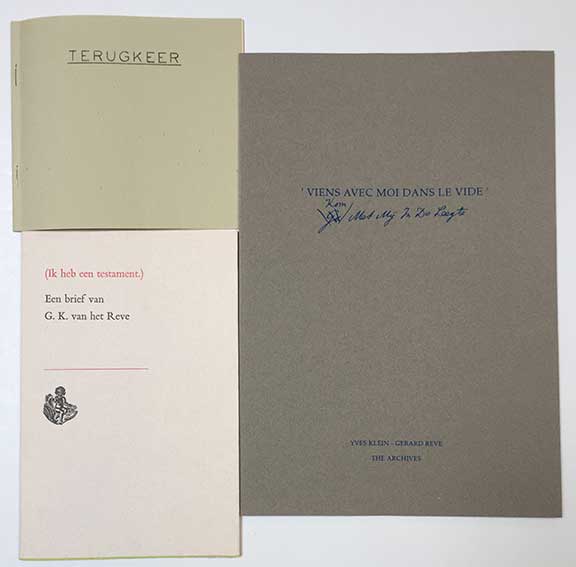 TERUGKEER
(Ik heb een testament.)
Een brief van
G. K. van het Reve
' VIENS AVEC MOI DANS LE VIDE '
Kom
Met Mij In De Leegte
YVES KLEIN - GERARD REVE
THE ARCHIVES